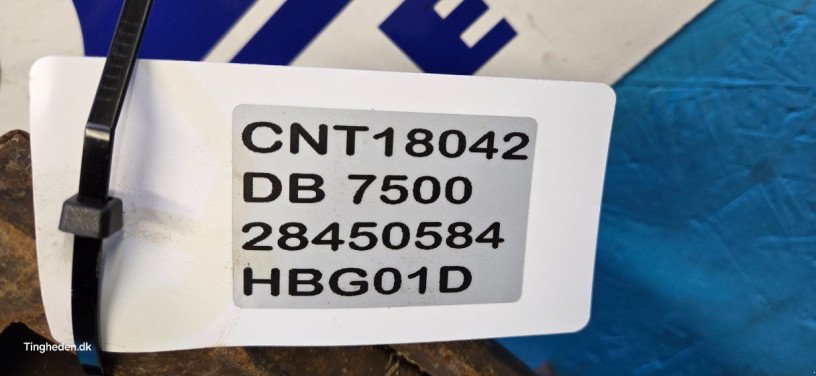 CNT18042
DB 7500
28450584
HBG01D
Tingheden.dk